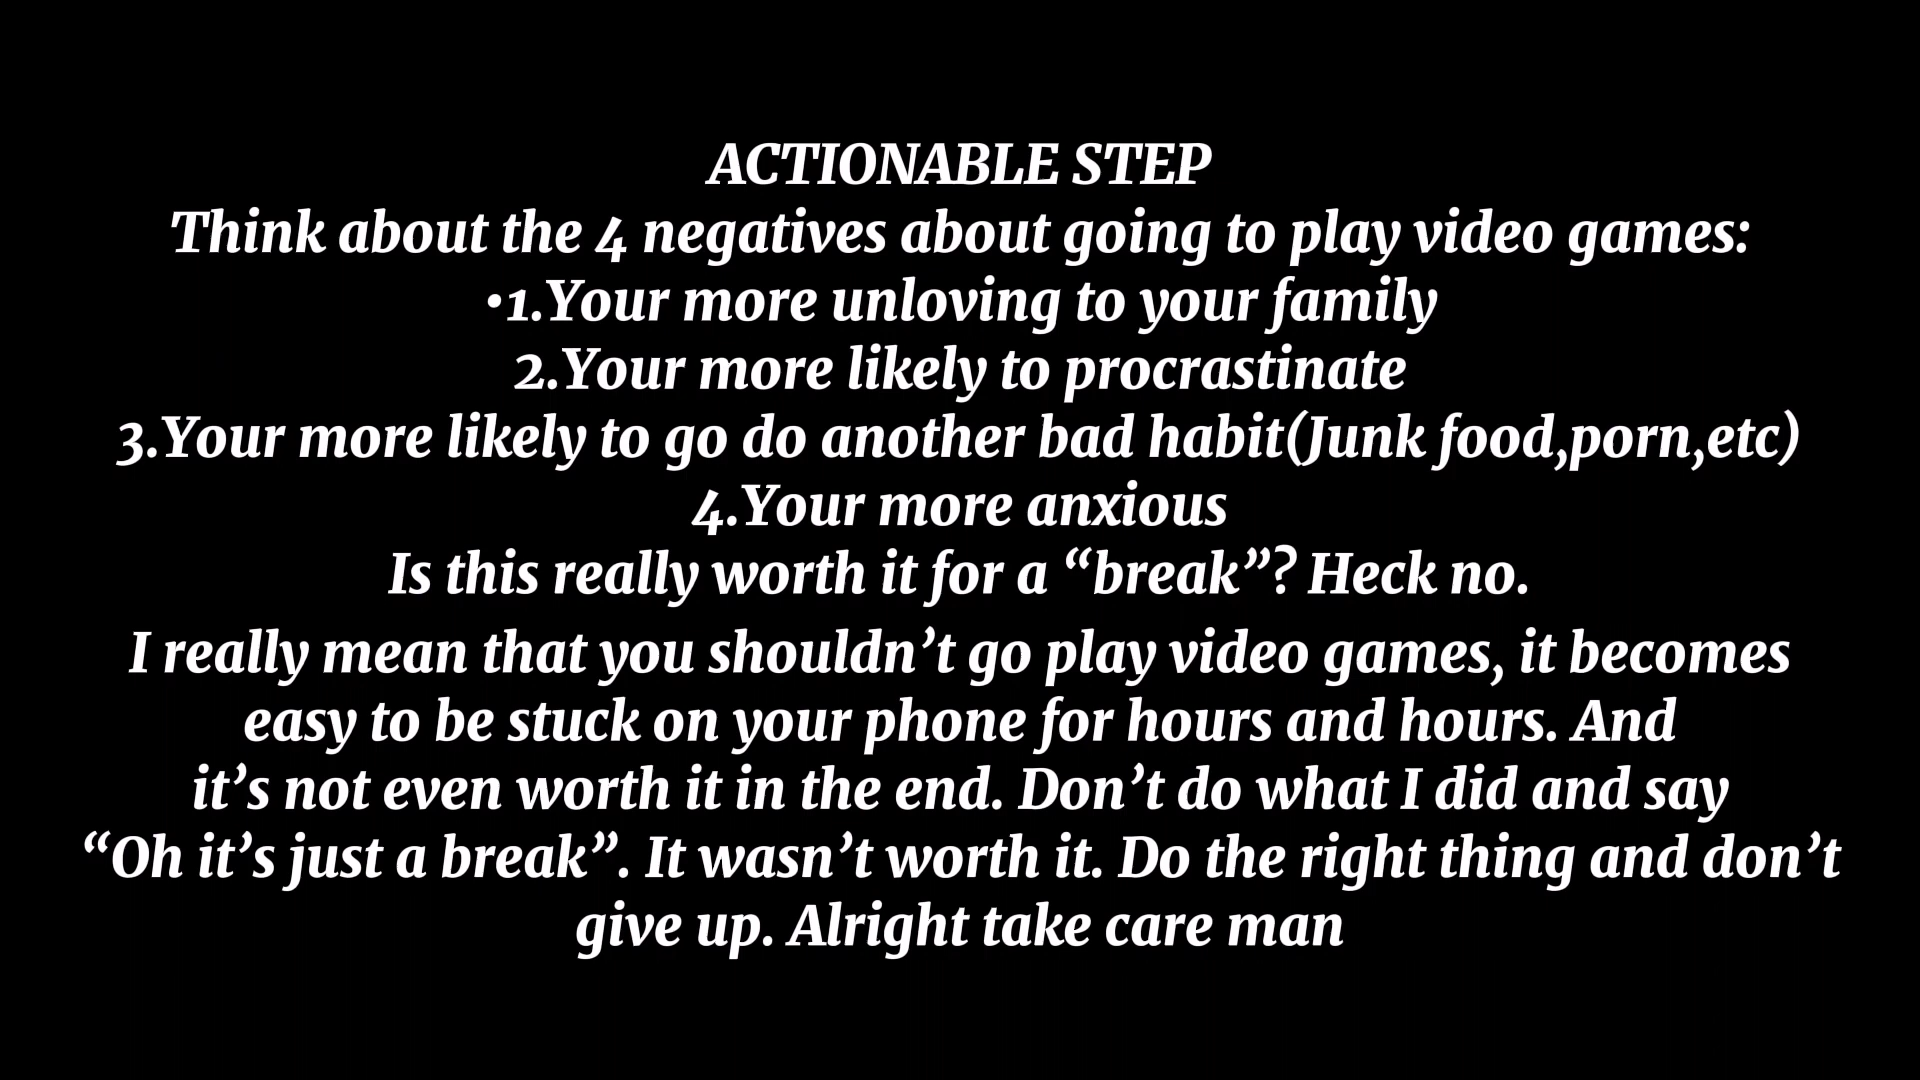 ACTIONABLE STEP
Think about the 4 negatives about going to play video games:
•1.Your more unloving to your family
2.Your more likely to procrastinate
3.Your more likely to go do another bad habit(Junk food,porn,etc)
4.Your more anxious
Is this really worth it for a “break”? Heck no.
I really mean that you shouldn’t go play video games, it becomes
easy to be stuck on your phone for hours and hours. And
it’s not even worth it in the end. Don’t do what I did and say
“Oh it’s just a break”. It wasn’t worth it. Do the right thing and don’t
give up. Alright take care man